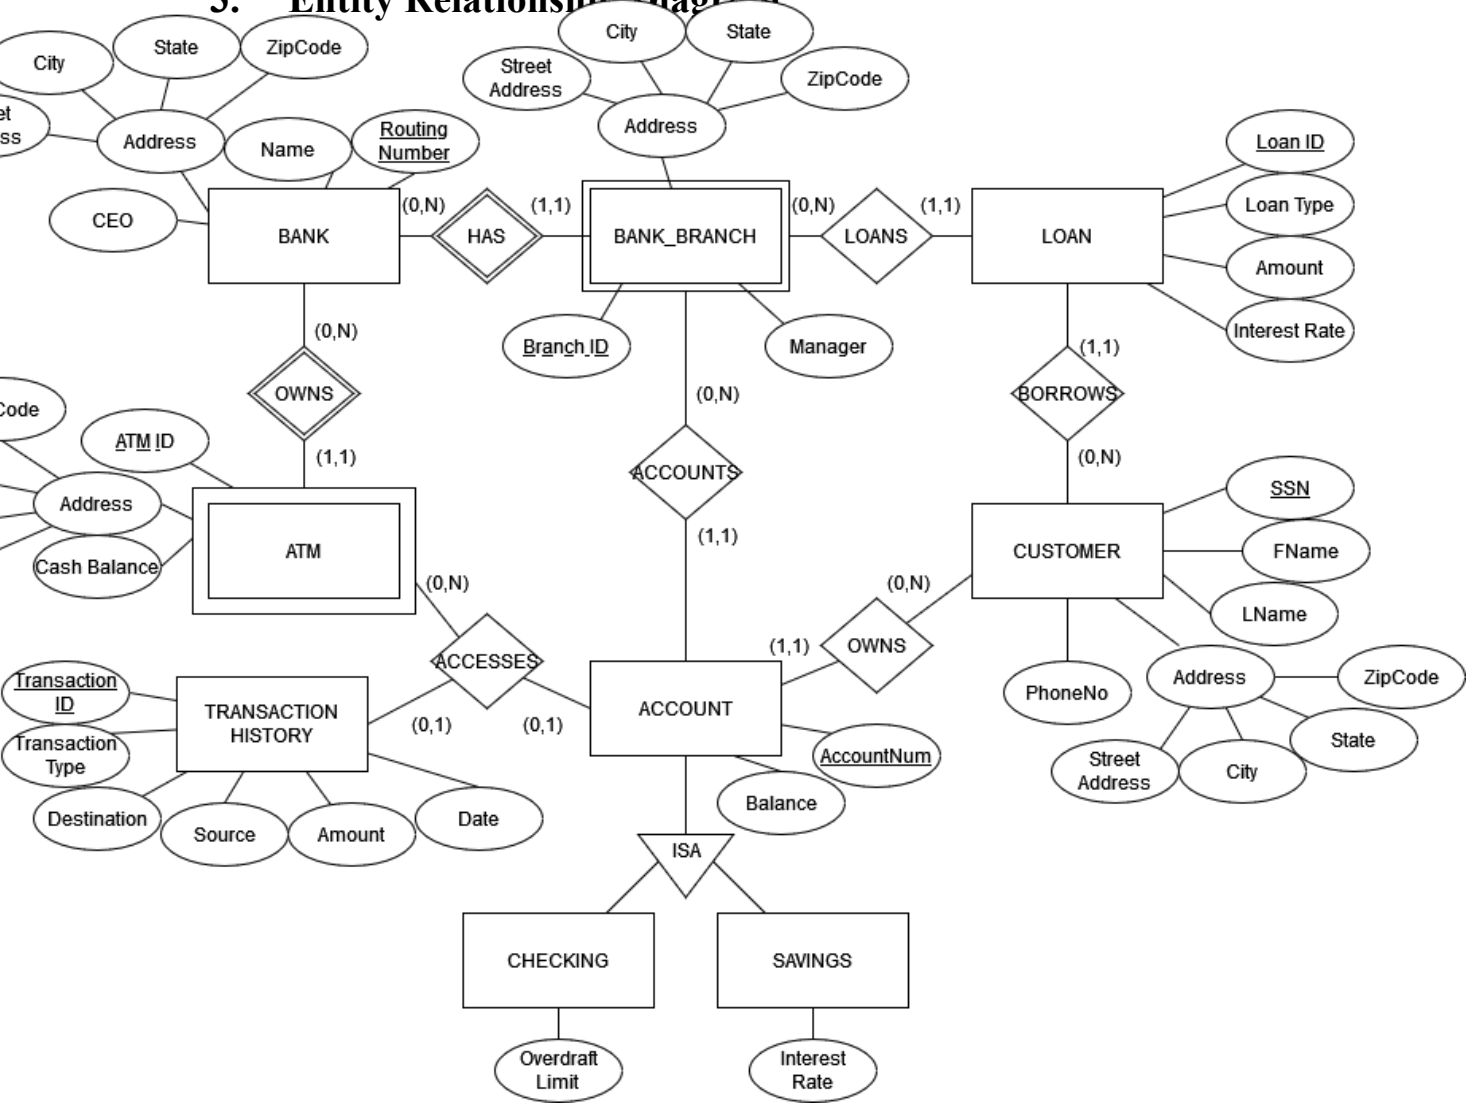 3. Entity Relationship Diagram
City
State
ZipCode
City
State
Street
Address
ZipCode
et
ss
Address
Name
Routing
Number
Address
Loan ID
CEO
BANK
(0,N)
HAS
(1,1)
BANK_BRANCH
(0,N)
LOANS
(1,1)
LOAN
Loan Type
Amount
Interest Rate
(0,N)
Branch ID
Manager
(1,1)
OWNS
(0,N)
BORROWS
Code
ATM ID
(1,1)
ACCOUNTS
(0,N)
Address
SSN
Cash Balance
ATM
(1,1)
CUSTOMER
FName
(0,N)
(0,N)
LName
ACCESSES
(1,1)
OWNS
Transaction
ID
PhoneNo
Address
ZipCode
TRANSACTION
HISTORY
(0,1)
(0,1)
ACCOUNT
Transaction
Type
AccountNum
Street
Address
City
State
Destination
Source
Amount
Date
Balance
ISA
CHECKING
SAVINGS
Overdraft
Limit
Interest
Rate